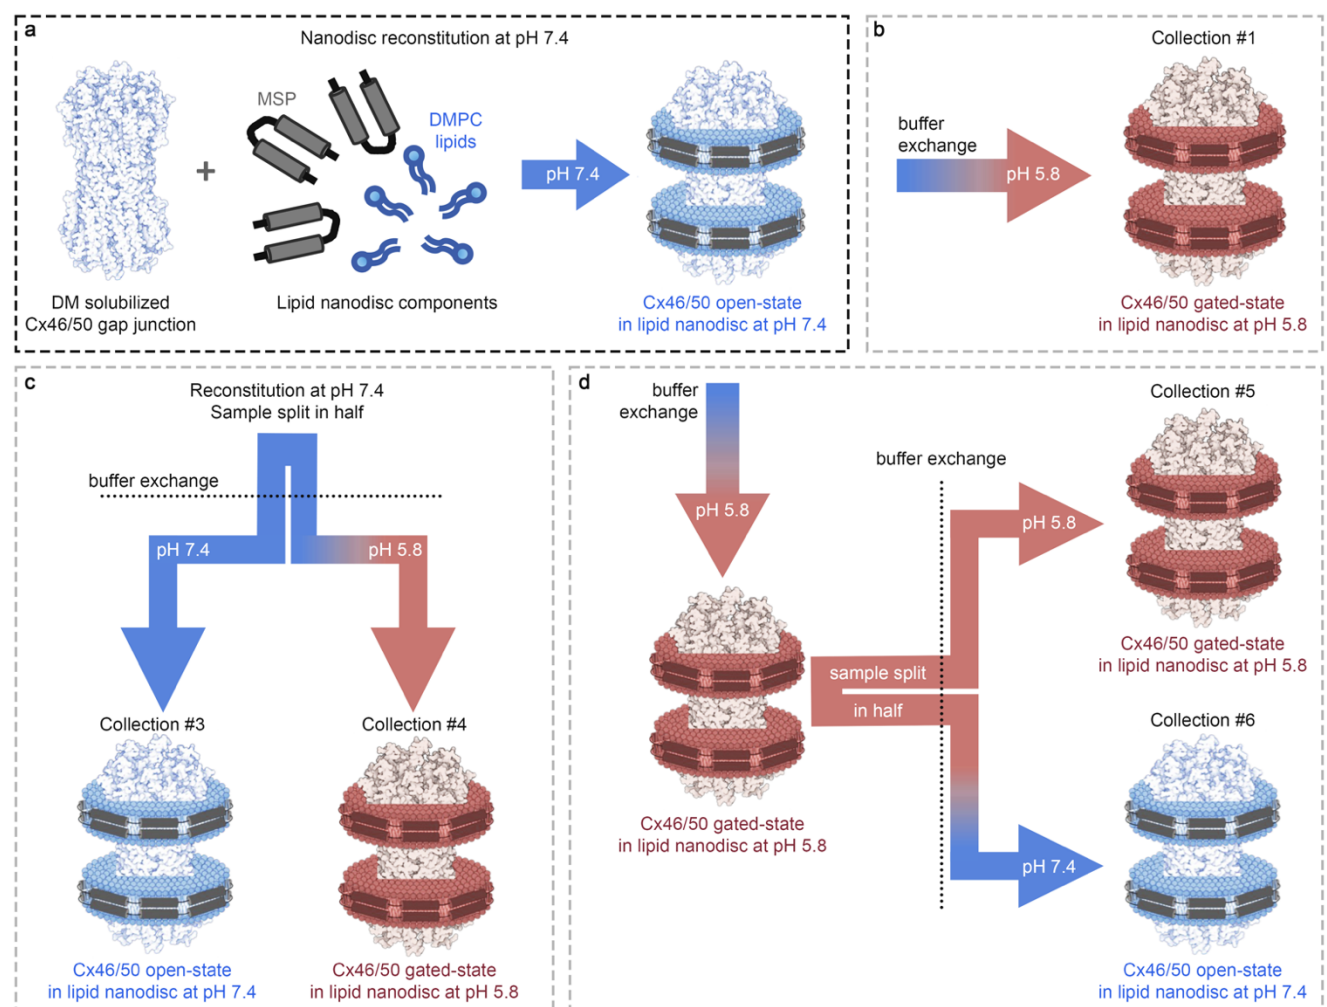 a
Nanodisc reconstitution at pH 7.4
MSP
DMPC
lipids
+
pH 7.4
DM solubilized
Cx46/50 gap junction
Lipid nanodisc components
Cx46/50 open-state
in lipid nanodisc at pH 7.4
b
Collection #1
buffer
exchange
pH 5.8
Cx46/50 gated-state
in lipid nanodisc at pH 5.8
c
Reconstitution at pH 7.4
Sample split in half
buffer exchange
pH 7.4
pH 5.8
Collection #3
Collection #4
Cx46/50 open-state
in lipid nanodisc at pH 7.4
Cx46/50 gated-state
in lipid nanodisc at pH 5.8
d
buffer
exchange
pH 5.8
Cx46/50 gated-state
in lipid nanodisc at pH 5.8
sample split
in half
buffer exchange
Collection #5
pH 5.8
Cx46/50 gated-state
in lipid nanodisc at pH 5.8
Collection #6
pH 7.4
Cx46/50 open-state
in lipid nanodisc at pH 7.4